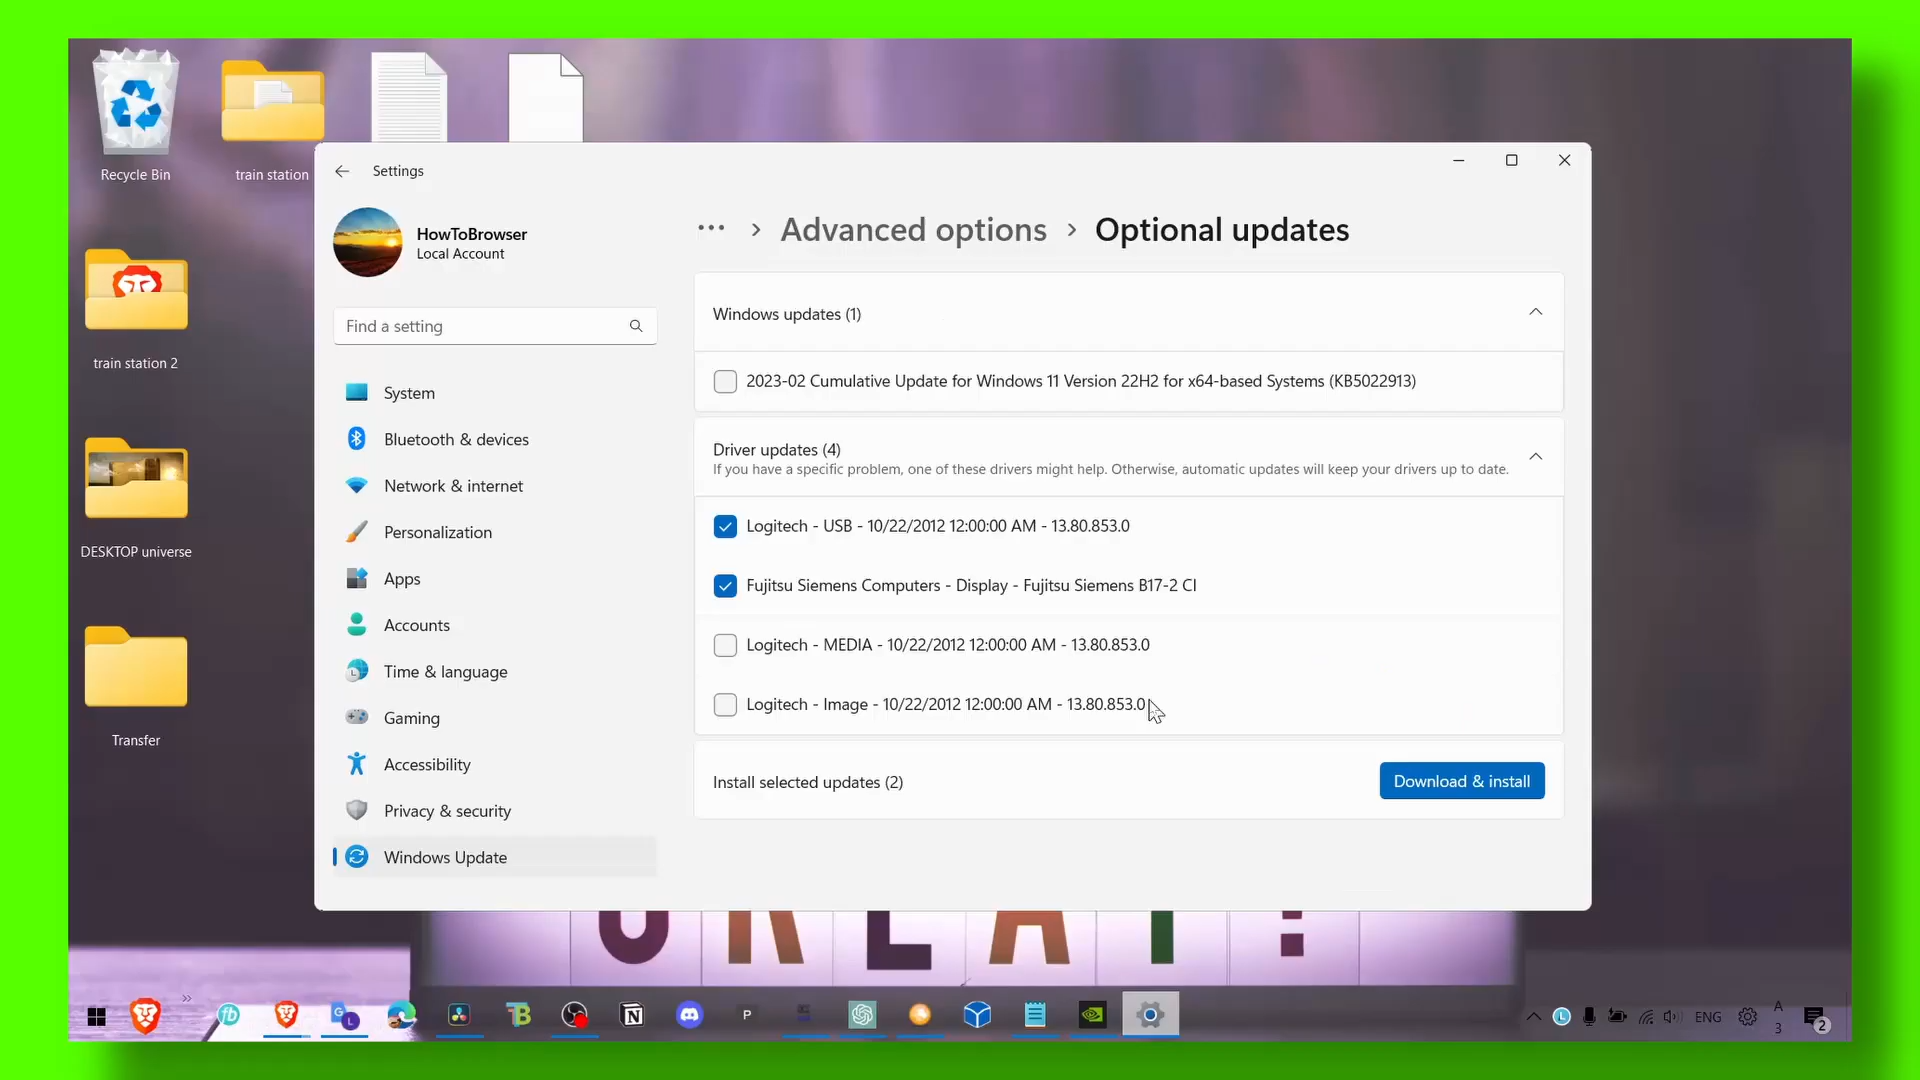 Recycle Bin
train station
train station 2
DESKTOP universe
Transfer
Settings
HowToBrowser
Local Account
Find a setting
System
Bluetooth & devices
Network & internet
Personalization
Apps
Accounts
Time & language
Gaming
Accessibility
Privacy & security
Windows Update
… > Advanced options > Optional updates
Windows updates (1)
2023-02 Cumulative Update for Windows 11 Version 22H2 for x64-based Systems (KB5022913)
Driver updates (4)
If you have a specific problem, one of these drivers might help. Otherwise, automatic updates will keep your drivers up to date.
Logitech - USB - 10/22/2012 12:00:00 AM - 13.80.853.0
Fujitsu Siemens Computers - Display - Fujitsu Siemens B17-2 CI
Logitech - MEDIA - 10/22/2012 12:00:00 AM - 13.80.853.0
Logitech - Image - 10/22/2012 12:00:00 AM - 13.80.853.0
Install selected updates (2)
Download & install
fb
G L
TB
N
P
L
ENG
A
3
2